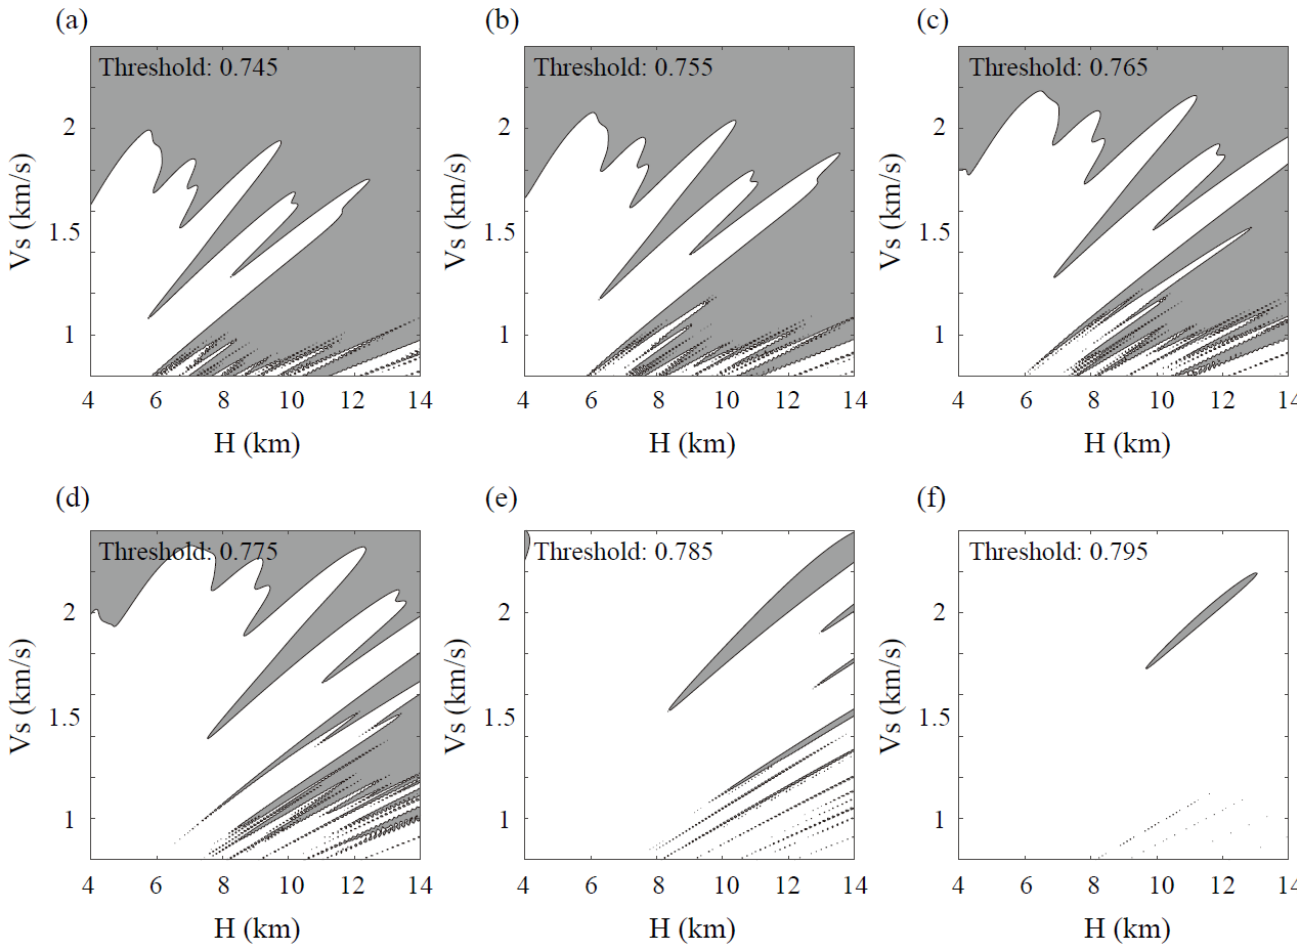 (a) (b) (c)
Threshold: 0.745 Threshold: 0.755 Threshold: 0.765
2 2 2
Vs (km/s) Vs (km/s) Vs (km/s)
1.5 1.5 1.5
1 1 1
4 6 8 10 12 14 4 6 8 10 12 14 4 6 8 10 12 14
H (km) H (km) H (km)
(d) (e) (f)
Threshold: 0.775 Threshold: 0.785 Threshold: 0.795
2 2 2
Vs (km/s) Vs (km/s) Vs (km/s)
1.5 1.5 1.5
1 1 1
4 6 8 10 12 14 4 6 8 10 12 14 4 6 8 10 12 14
H (km) H (km) H (km)